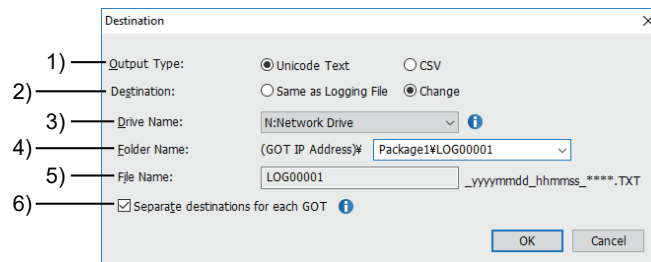 Destination
1) Output Type: Unicode Text CSV
2) Destination: Same as Logging File Change
3) Drive Name: N:Network Drive
4) Folder Name: (GOT IP Address)¥ Package1¥LOG00001
5) File Name: LOG00001 _yyyymmdd_hhmmss_****.TXT
6) Separate destinations for each GOT
OK Cancel